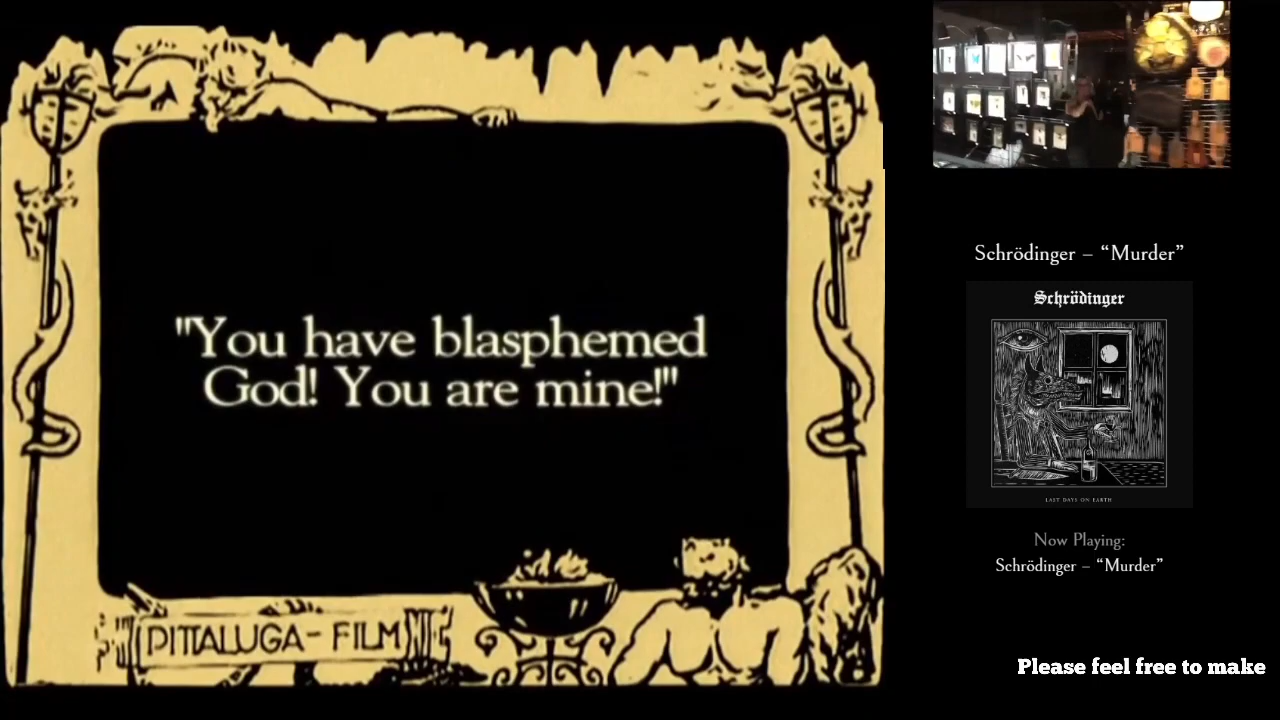 "You have blasphemed
God! You are mine!"
PITTALUGA-FILM
Schrödinger – “Murder”
Schrödinger
LAST DAYS ON EARTH
Now Playing:
Schrödinger – “Murder”
Please feel free to make